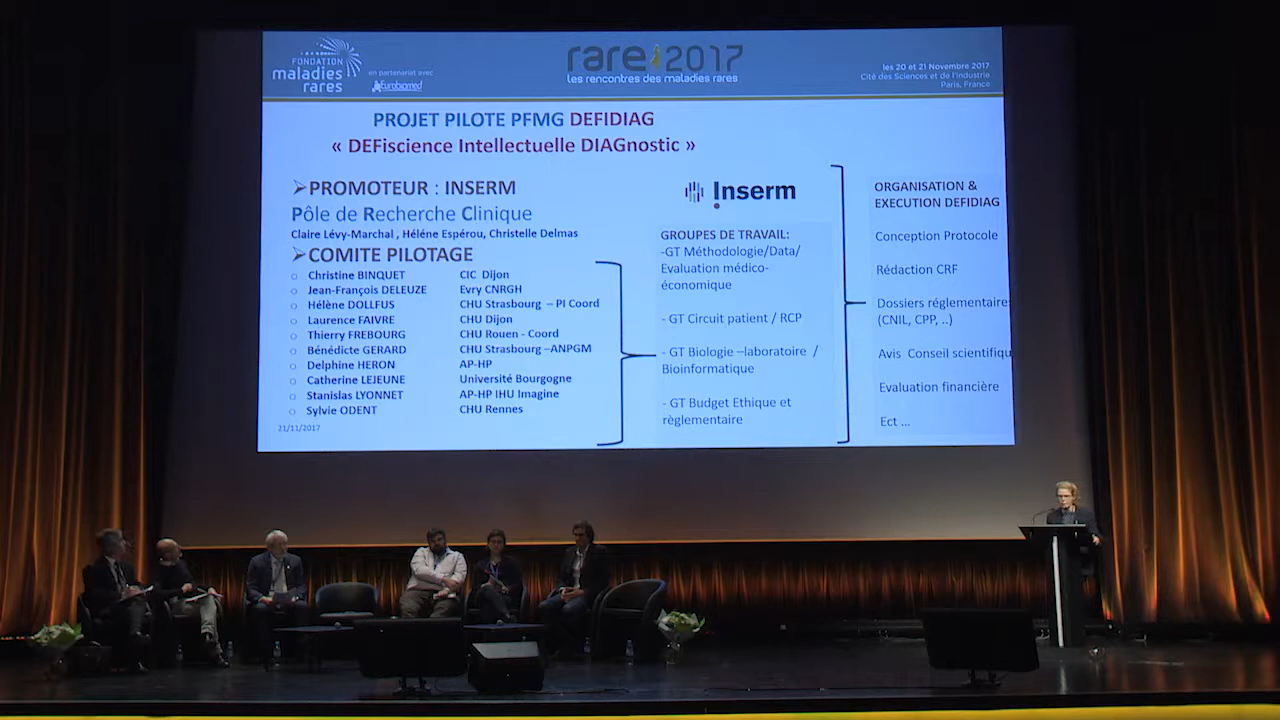 FONDATION
maladies
rares
en partenariat avec
Eurobiomed
rare 2017
les rencontres des maladies rares
les 20 et 21 Novembre 2017
Cité des Sciences et de l'Industrie
Paris, France
PROJET PILOTE PFMG DEFIDIAG
« DEFiscience Intellectuelle DIAGnostic »
➢PROMOTEUR : INSERM
Pôle de Recherche Clinique
Claire Lévy-Marchal , Héléne Espérou, Christelle Delmas
➢COMITE PILOTAGE
o Christine BINQUET CIC Dijon
o Jean-François DELEUZE Evry CNRGH
o Hélène DOLLFUS CHU Strasbourg – PI Coord
o Laurence FAIVRE CHU Dijon
o Thierry FREBOURG CHU Rouen - Coord
o Bénédicte GERARD CHU Strasbourg –ANPGM
o Delphine HERON AP-HP
o Catherine LEJEUNE Université Bourgogne
o Stanislas LYONNET AP-HP IHU Imagine
o Sylvie ODENT CHU Rennes
21/11/2017
Inserm
GROUPES DE TRAVAIL:
-GT Méthodologie/Data/
Evaluation médico-
économique
- GT Circuit patient / RCP
- GT Biologie –laboratoire /
Bioinformatique
- GT Budget Ethique et
règlementaire
ORGANISATION &
EXECUTION DEFIDIAG
Conception Protocole
Rédaction CRF
Dossiers réglementaire
(CNIL, CPP, ..)
Avis Conseil scientifiqu
Evaluation financière
Ect ...